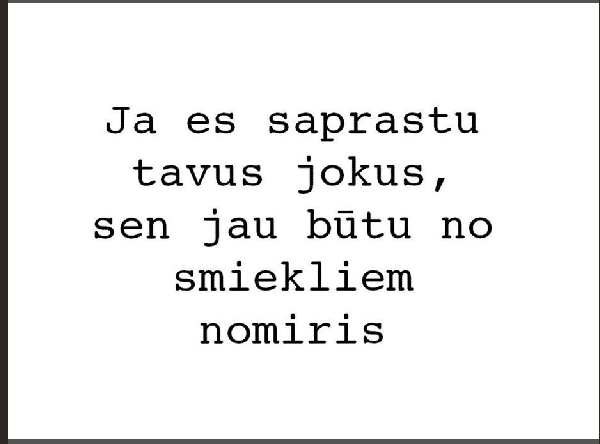 Ja es saprastu
tavus jokus,
sen jau būtu no
smiekliem
nomiris